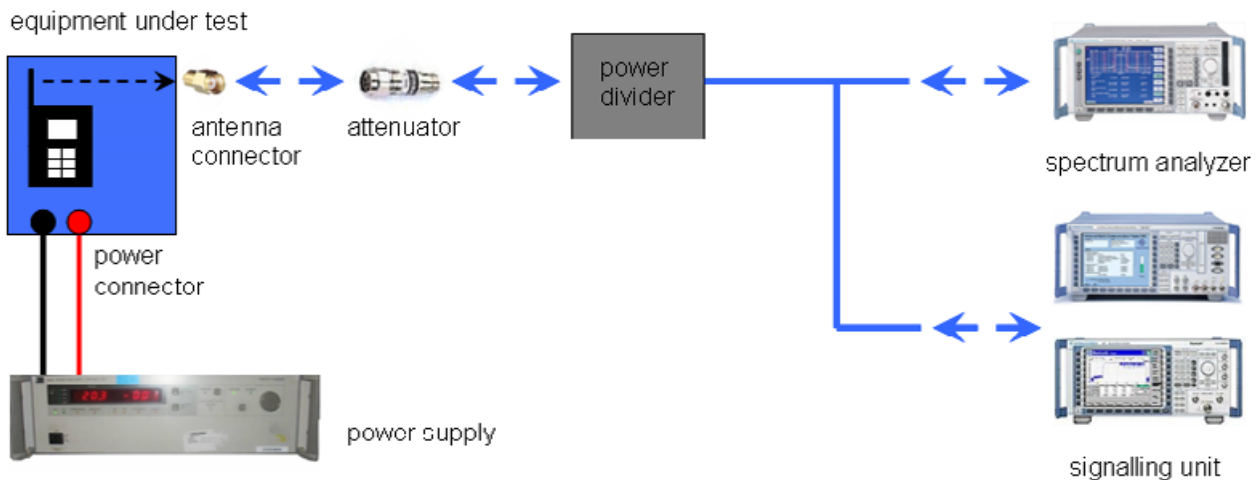 equipment under test
power
divider
antenna
connector
attenuator
spectrum analyzer
power
connector
power supply
signalling unit